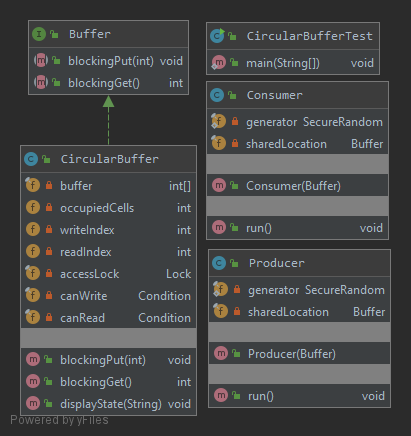 Buffer
blockingPut(int) void
blockingGet() int
CircularBuffer
buffer int[]
occupiedCells int
writeIndex int
readIndex int
accessLock Lock
canWrite Condition
canRead Condition
blockingPut(int) void
blockingGet() int
displayState(String) void
CircularBufferTest
main(String[]) void
Consumer
generator SecureRandom
sharedLocation Buffer
Consumer(Buffer)
run() void
Producer
generator SecureRandom
sharedLocation Buffer
Producer(Buffer)
run() void
Powered by yFiles